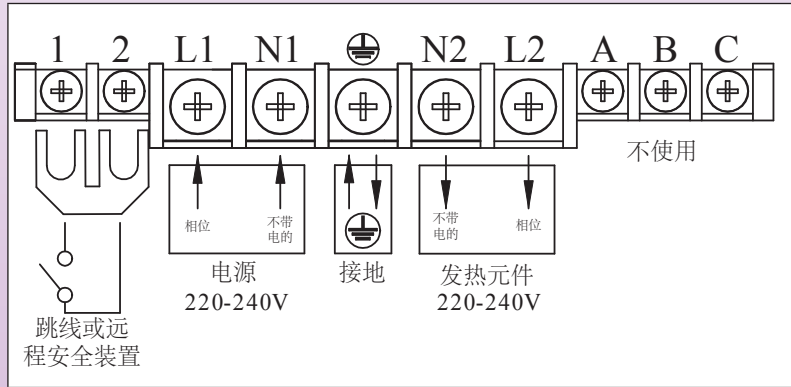 1 2 L1 N1 N2 L2 A B C
不使用
相位
不带
电的
不带
电的
相位
电源
220-240V
接地
发热元件
220-240V
跳线或远
程安全装置